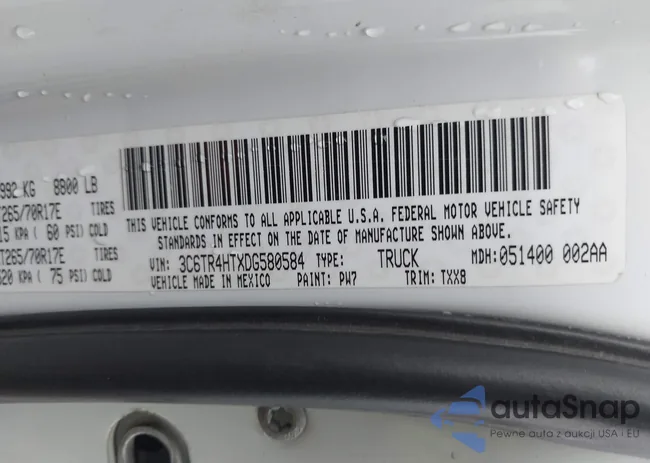 992 KG 8800 LB
T265/70R17E TIRES
15 KPA ( 60 PSI) COLD
T265/70R17E TIRES
520 KPA ( 75 PSI) COLD
THIS VEHICLE CONFORMS TO ALL APPLICABLE U.S.A. FEDERAL MOTOR VEHICLE SAFETY
STANDARDS IN EFFECT ON THE DATE OF MANUFACTURE SHOWN ABOVE.
VIN: 3C6TR4HTXDG580584 TYPE: TRUCK MDH:051400 002AA
VEHICLE MADE IN MEXICO PAINT: PW7 TRIM: TXX8
autaSnap
Pewne auta z aukcji USA i EU